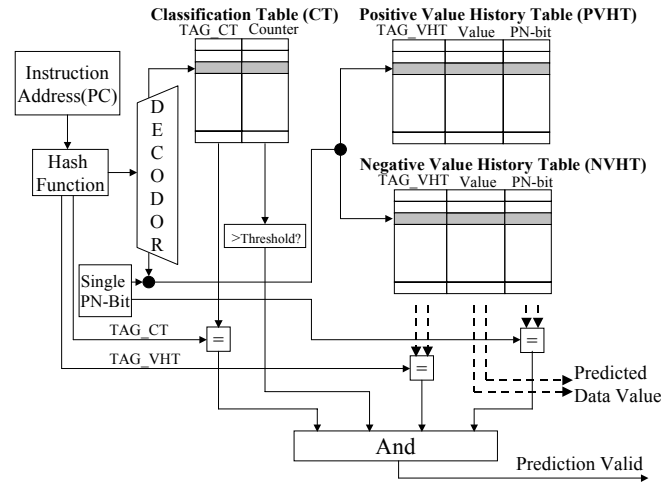 Classification Table (CT)
TAG_CT Counter
Positive Value History Table (PVHT)
TAG_VHT Value PN-bit
Instruction
Address(PC)
Hash
Function
D
E
C
O
D
O
R
Negative Value History Table (NVHT)
TAG_VHT Value PN-bit
>Threshold?
Single
PN-Bit
TAG_CT
=
=
=
TAG_VHT
Predicted
Data Value
And
Prediction Valid